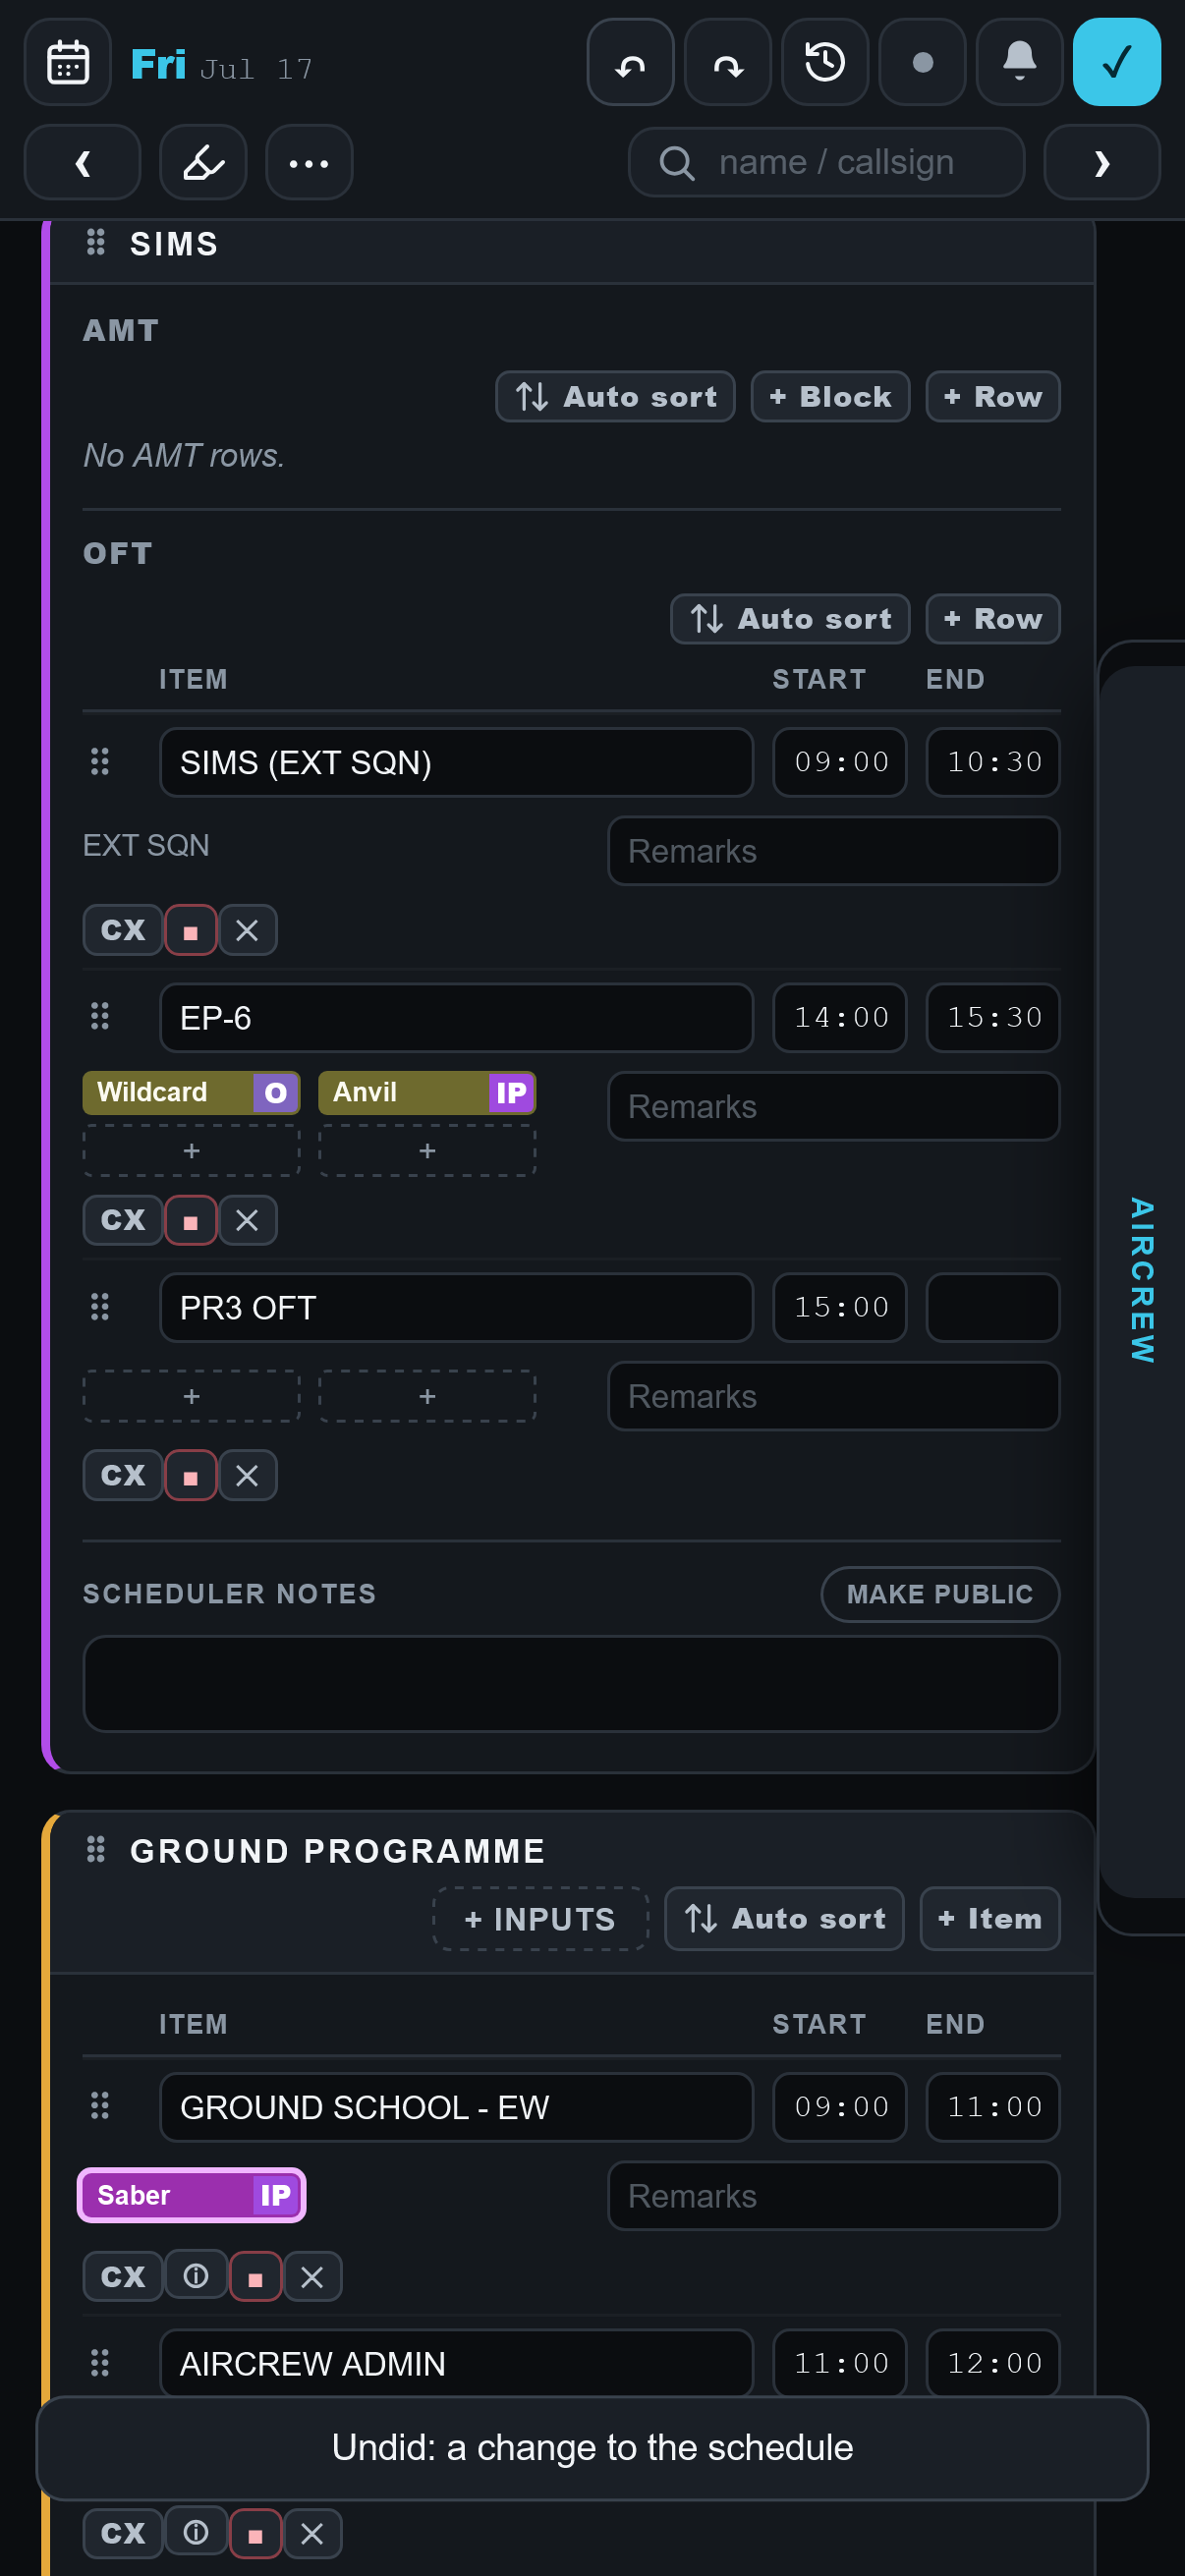 Fri Jul 17
name / callsign
SIMS
AMT
Auto sort + Block + Row
No AMT rows.
OFT
Auto sort + Row
ITEM START END
SIMS (EXT SQN) 09:00 10:30
EXT SQN Remarks
CX
EP-6 14:00 15:30
Wildcard O Anvil IP Remarks
+ +
CX
PR3 OFT 15:00
+ + Remarks
CX
SCHEDULER NOTES MAKE PUBLIC
AIRCREW
GROUND PROGRAMME
+ INPUTS Auto sort + Item
ITEM START END
GROUND SCHOOL - EW 09:00 11:00
Saber IP Remarks
CX
AIRCREW ADMIN 11:00 12:00
Undid: a change to the schedule
CX